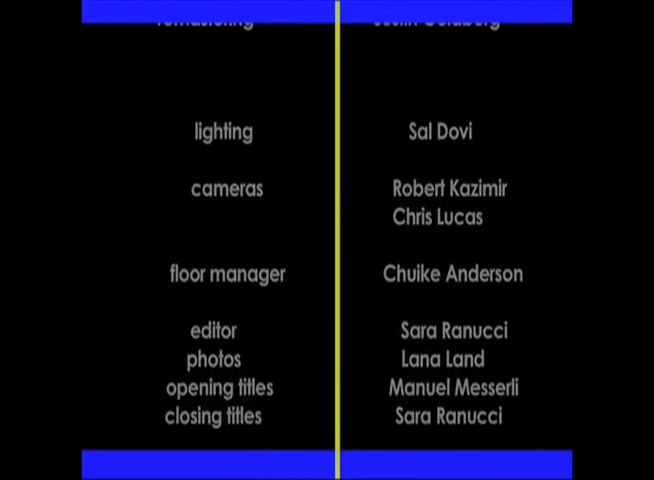 lighting Sal Dovi
cameras Robert Kazimir
Chris Lucas
floor manager Chuike Anderson
editor Sara Ranucci
photos Lana Land
opening titles Manuel Messerli
closing titles Sara Ranucci